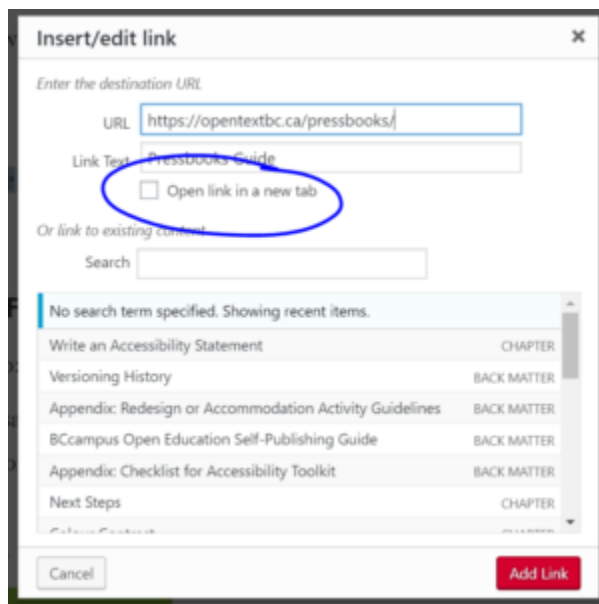 Insert/edit link
Enter the destination URL
URL https://opentextbc.ca/pressbooks/
Link Text Pressbooks Guide
Open link in a new tab
Or link to existing content
Search
No search term specified. Showing recent items.
Write an Accessibility Statement CHAPTER
Versioning History BACK MATTER
Appendix: Redesign or Accommodation Activity Guidelines BACK MATTER
BCcampus Open Education Self-Publishing Guide BACK MATTER
Appendix: Checklist for Accessibility Toolkit BACK MATTER
Next Steps CHAPTER
Cancel Add Link